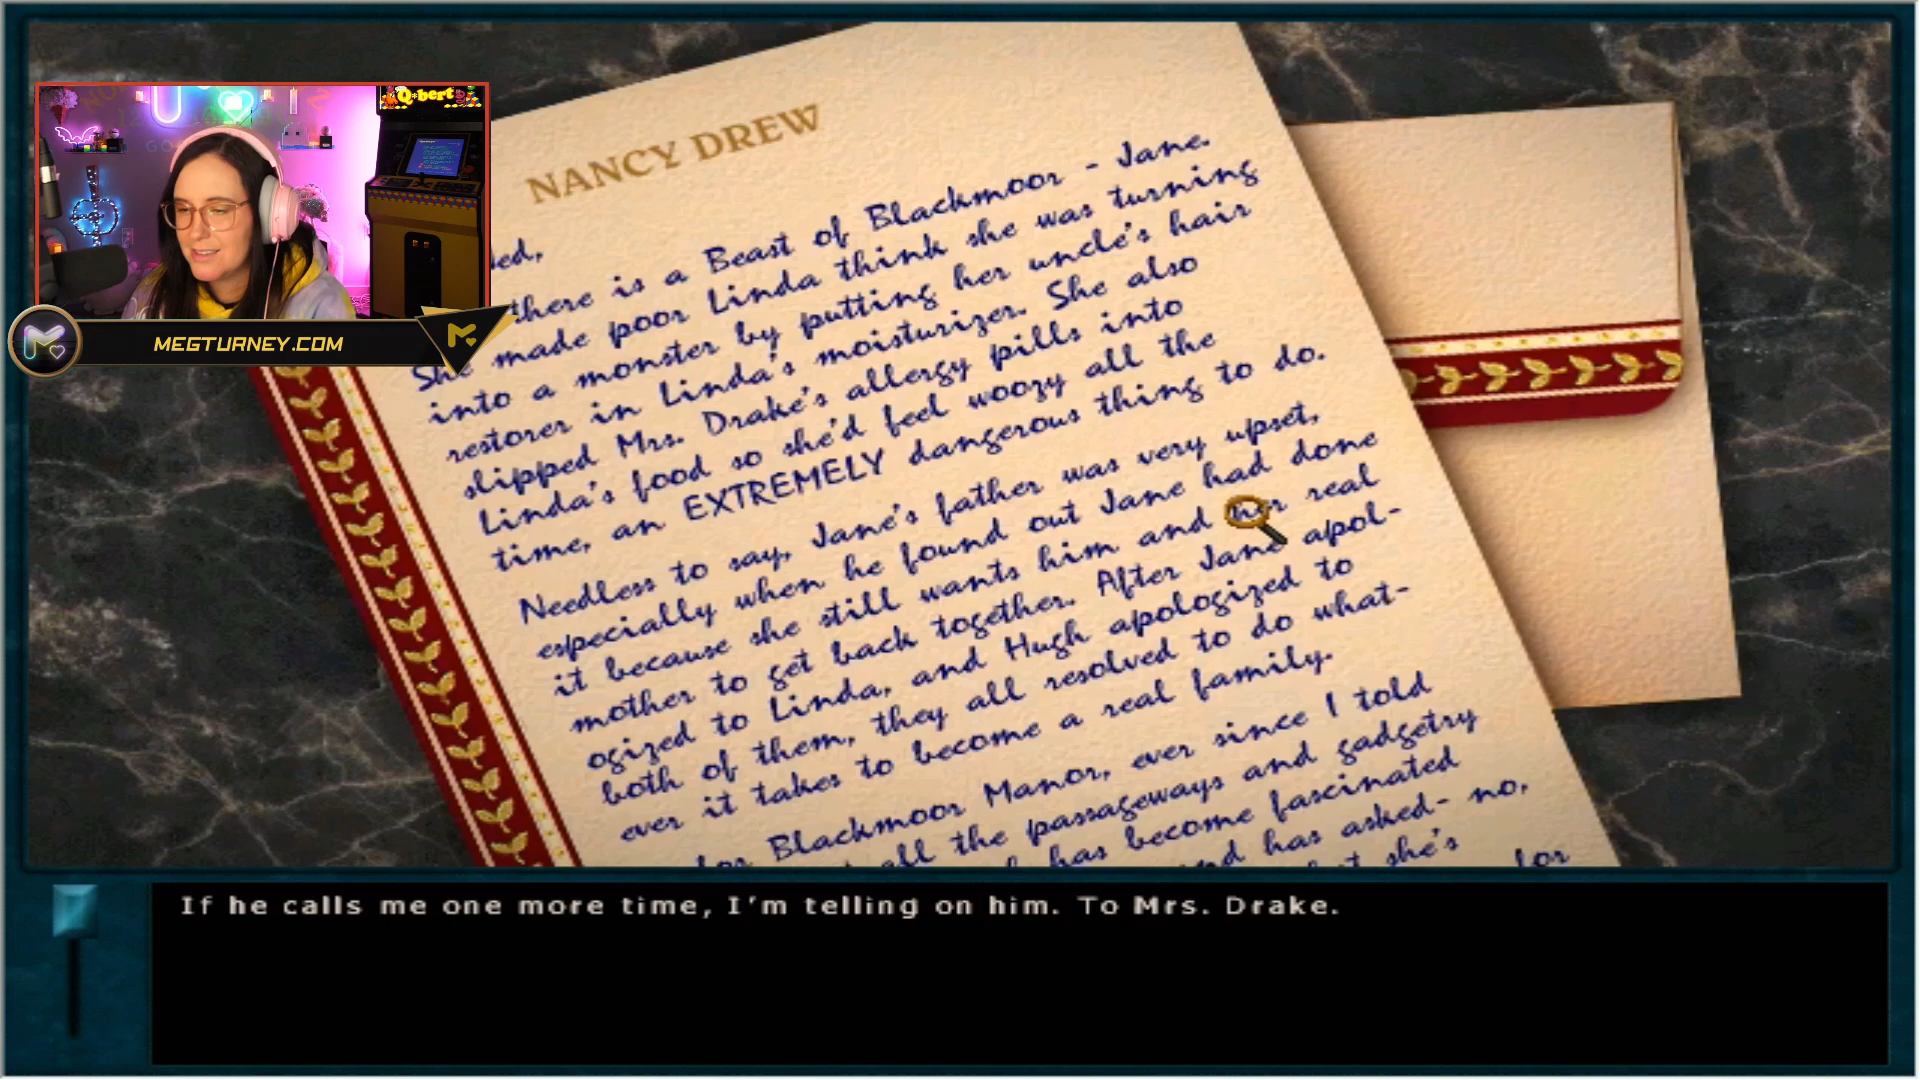 Q*bert
MEGTURNEY.COM
NANCY DREW
ed,
there is a Beast of Blackmoor - Jane.
She made poor Linda think she was turning
into a monster by putting her uncle's hair
restorer in Linda's moisturizer. She also
slipped Mrs. Drake's allergy pills into
Linda's food so she'd feel woozy all the
time, an EXTREMELY dangerous thing to do.
Needless to say, Jane's father was very upset,
especially when he found out Jane had done
it because she still wants him and her real
mother to get back together. After Jane apol-
ogized to Linda, and Hugh apologized to
both of them, they all resolved to do what-
ever it takes to become a real family.
for Blackmoor Manor, ever since I told
all the passageways and gadgetry
has become fascinated
nd has asked- no,
she's
for
If he calls me one more time, I'm telling on him. To Mrs. Drake.